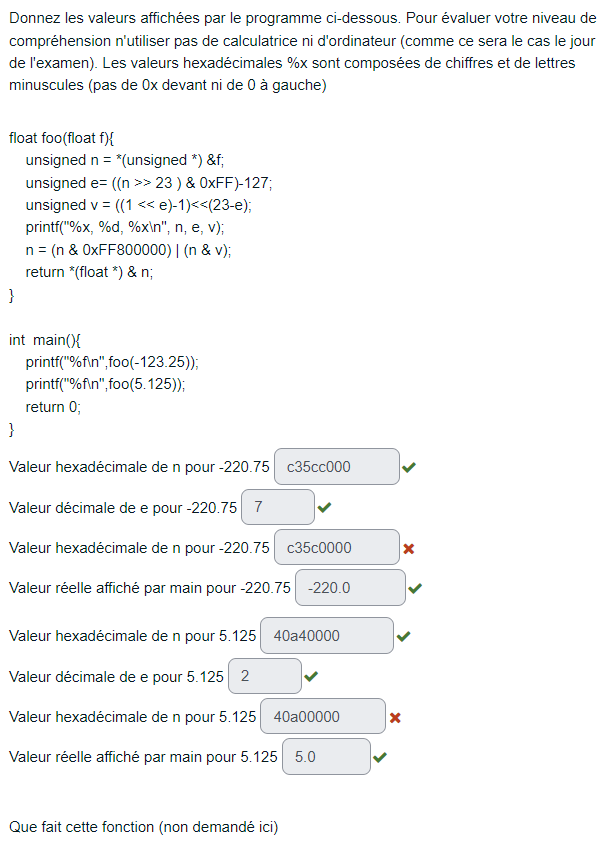 Donnez les valeurs affichées par le programme ci-dessous. Pour évaluer votre niveau de
compréhension n'utiliser pas de calculatrice ni d'ordinateur (comme ce sera le cas le jour
de l'examen). Les valeurs hexadécimales %x sont composées de chiffres et de lettres
minuscules (pas de 0x devant ni de 0 à gauche)
float foo(float f){
unsigned n = *(unsigned *) &f;
unsigned e= ((n >> 23 ) & 0xFF)-127;
unsigned v = ((1 << e)-1)<<(23-e);
printf("%x, %d, %x\n", n, e, v);
n = (n & 0xFF800000) | (n & v);
return *(float *) & n;
}
int main(){
printf("%f\n",foo(-123.25));
printf("%f\n",foo(5.125));
return 0;
}
Valeur hexadécimale de n pour -220.75 c35cc000
Valeur décimale de e pour -220.75 7
Valeur hexadécimale de n pour -220.75 c35c0000
Valeur réelle affiché par main pour -220.75 -220.0
Valeur hexadécimale de n pour 5.125 40a40000
Valeur décimale de e pour 5.125 2
Valeur hexadécimale de n pour 5.125 40a00000
Valeur réelle affiché par main pour 5.125 5.0
Que fait cette fonction (non demandé ici)